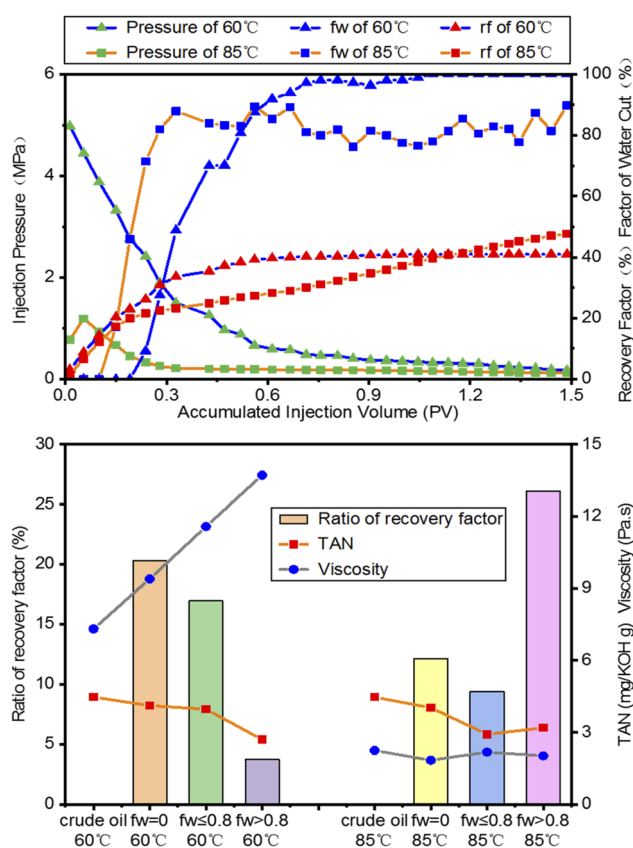 Pressure of 60℃ fw of 60℃ rf of 60℃
Pressure of 85℃ fw of 85℃ rf of 85℃
6
4
2
0
Injection Pressure（MPa）
100
80
60
40
20
0
Recovery Factor（%） Factor of Water Cut（%）
0.0 0.3 0.6 0.9 1.2 1.5
Accumulated Injection Volume (PV)
30
25
20
15
10
5
0
Ratio of recovery factor (%)
Ratio of recovery factor
TAN
Viscosity
15
12
9
6
3
0
TAN (mg/KOH g) Viscosity (Pa.s)
crude oil fw=0 fw≤0.8 fw>0.8 crude oil fw=0 fw≤0.8 fw>0.8
60℃ 60℃ 60℃ 60℃ 85℃ 85℃ 85℃ 85℃